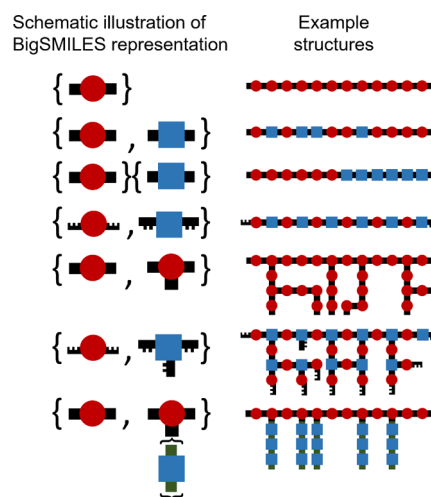 Schematic illustration of
BigSMILES representation
Example
structures
{ }
{ , }
{ }{ }
{ , }
{ , }
{ , }
{ , }
{ }